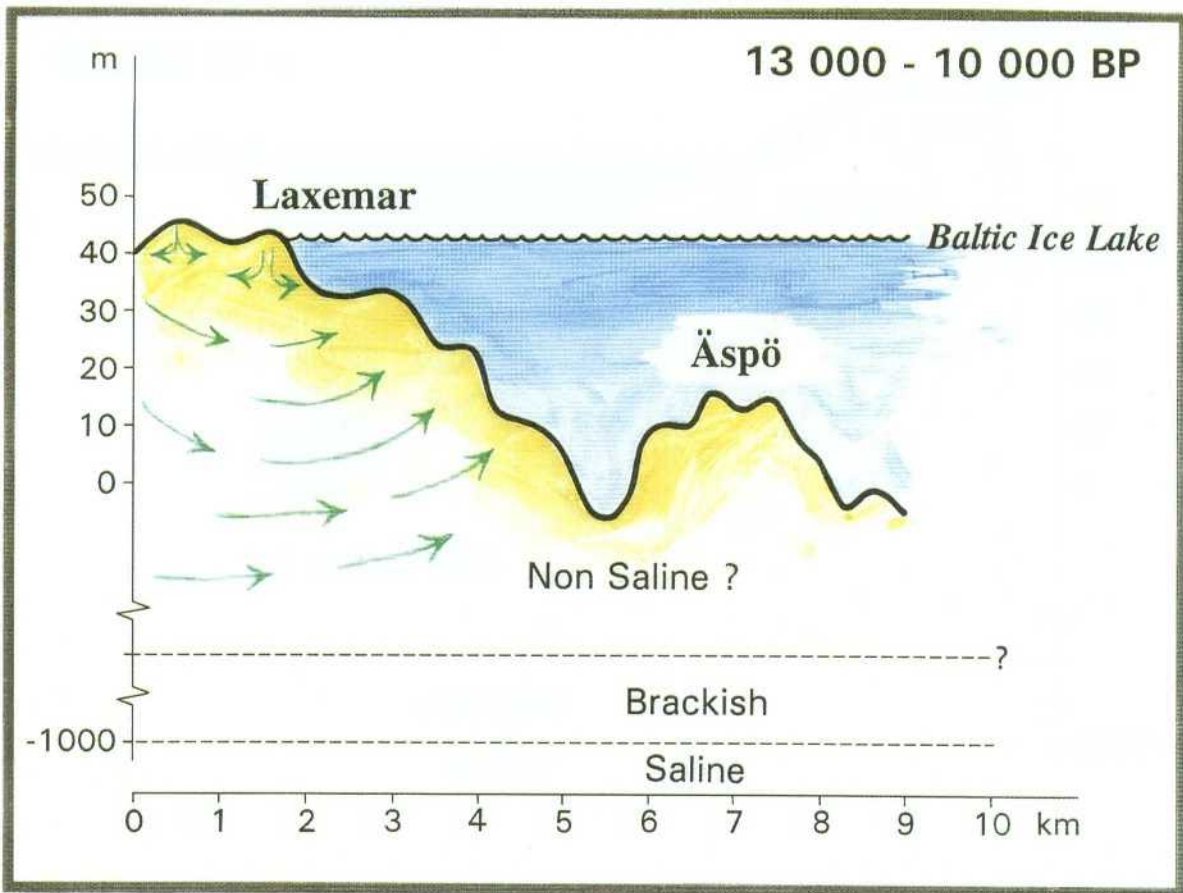 13 000 - 10 000 BP
m
50
Laxemar
40
Baltic Ice Lake
30
Äspö
20
10
0
Non Saline ?
?
Brackish
-1000
Saline
0 1 2 3 4 5 6 7 8 9 10 km